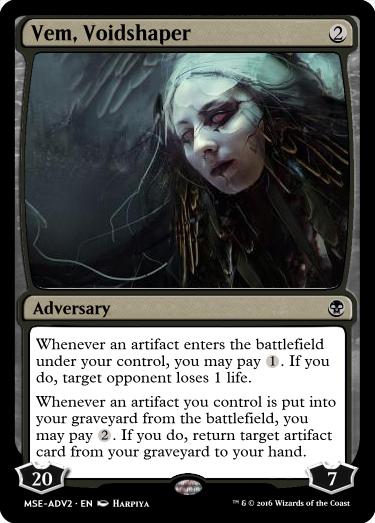 Vem, Voidshaper 2
Adversary
Whenever an artifact enters the battlefield
under your control, you may pay 1. If you
do, target opponent loses 1 life.
Whenever an artifact you control is put into
your graveyard from the battlefield, you
may pay 2. If you do, return target artifact
card from your graveyard to your hand.
20
7
MSE-ADV2 • EN Harpiya
™ & © 2016 Wizards of the Coast